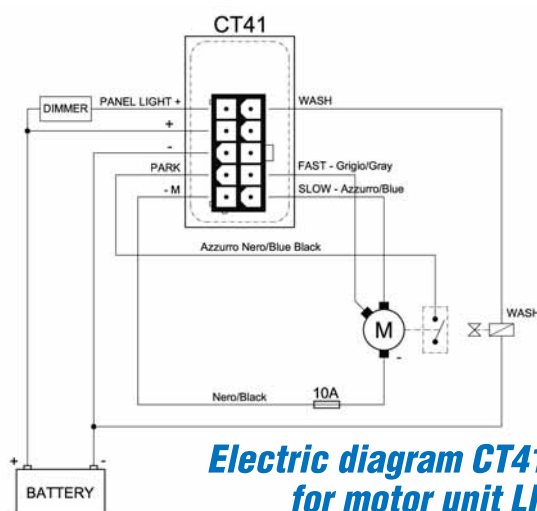 CT41
DIMMER
PANEL LIGHT +
WASH
+
-
PARK
FAST - Grigio/Gray
- M
SLOW - Azzurro/Blue
Azzurro Nero/Blue Black
M
WASH
-
Nero/Black
10A
+ -
BATTERY
Electric diagram CT41
for motor unit